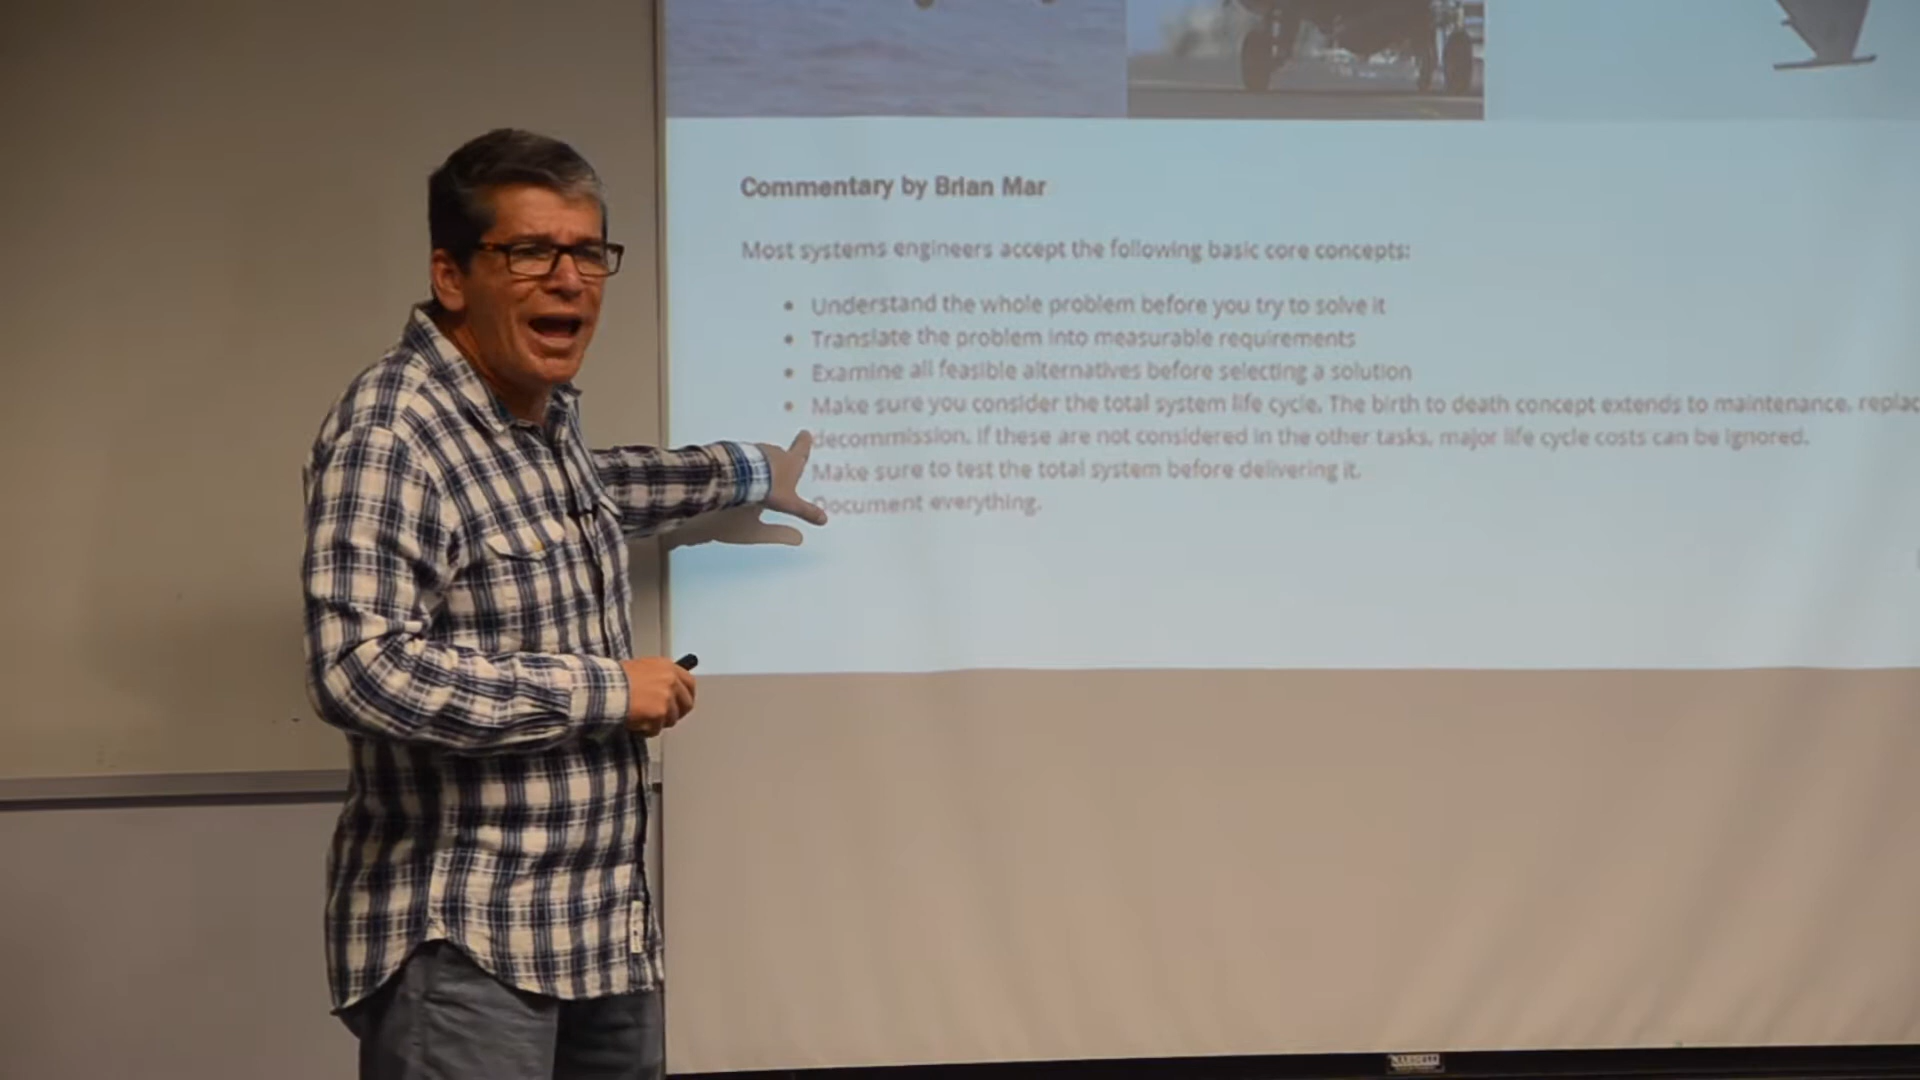 Commentary by Brian Mar
Most systems engineers accept the following basic core concepts:
• Understand the whole problem before you try to solve it
• Translate the problem into measurable requirements
• Examine all feasible alternatives before selecting a solution
• Make sure you consider the total system life cycle. The birth to death concept extends to maintenance, replac
decommission. If these are not considered in the other tasks, major life cycle costs can be ignored.
Make sure to test the total system before delivering it.
Document everything.